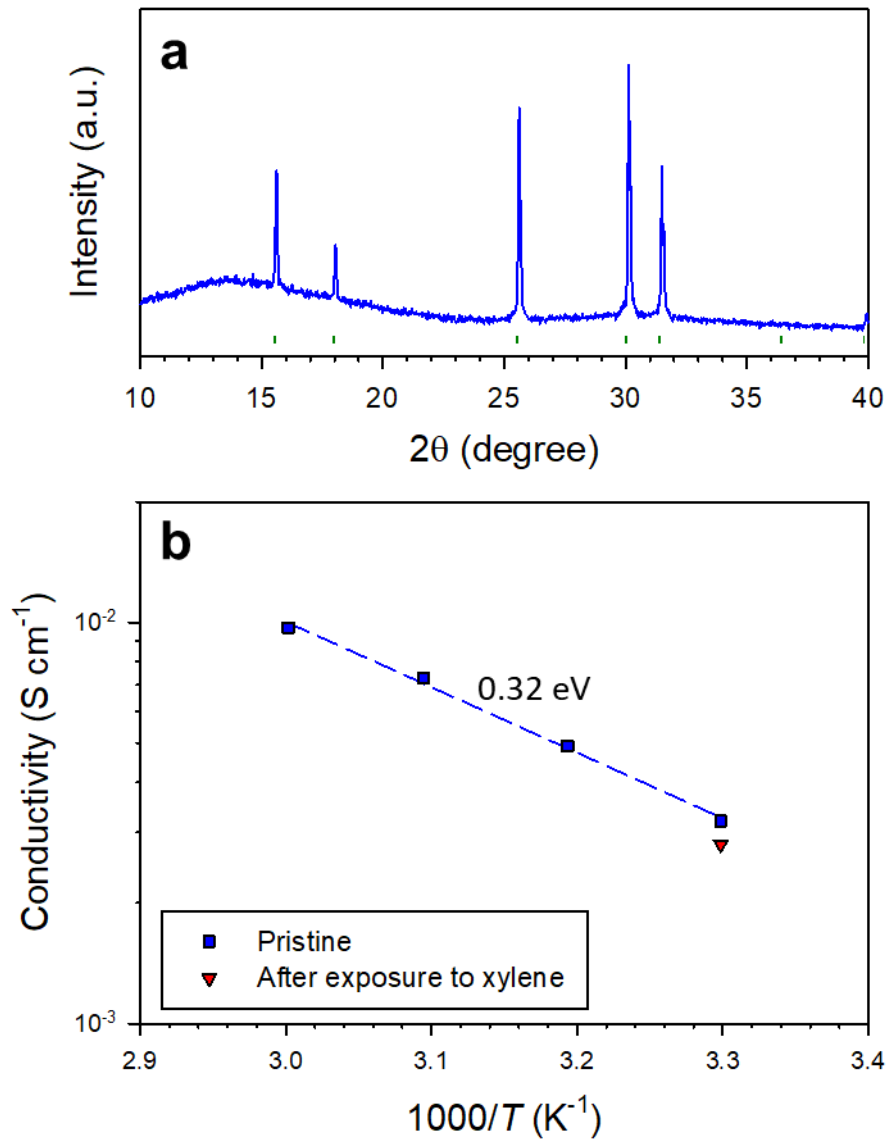 a
Intensity (a.u.)
10 15 20 25 30 35 40
2θ (degree)
b
Conductivity (S cm⁻¹)
10⁻²
0.32 eV
Pristine
After exposure to xylene
10⁻³
2.9 3.0 3.1 3.2 3.3 3.4
1000/T (K⁻¹)